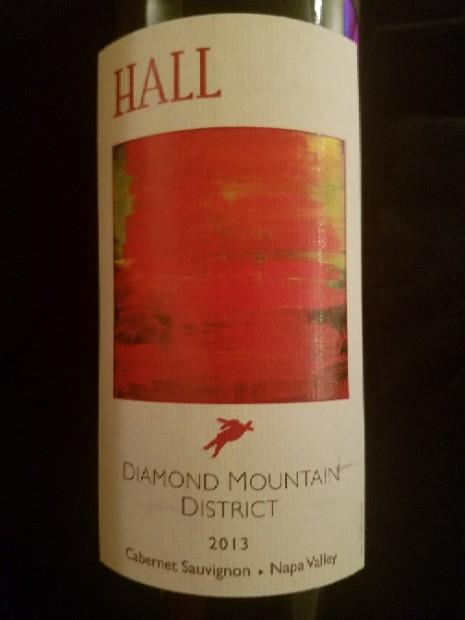 HALL
DIAMOND MOUNTAIN
DISTRICT
2013
Cabernet Sauvignon • Napa Valley